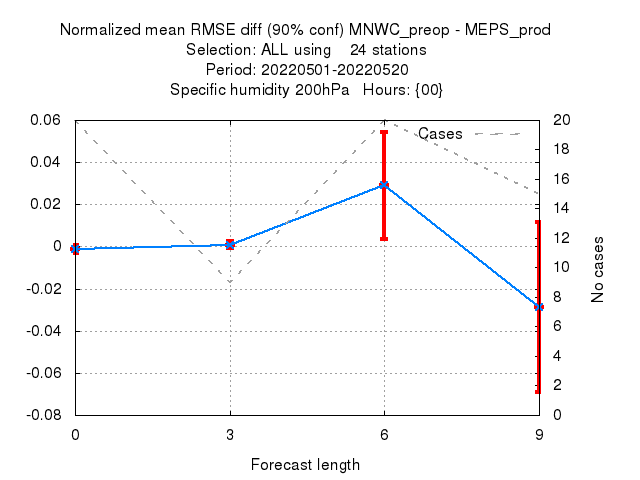 Normalized mean RMSE diff (90% conf) MNWC_preop - MEPS_prod
Selection: ALL using    24 stations
Period: 20220501-20220520
Specific humidity 200hPa   Hours: {00}
0.06
0.04
0.02
0
-0.02
-0.04
-0.06
-0.08
20
18
16
14
12
10
8
6
4
2
0
Cases
No cases
0 3 6 9
Forecast length